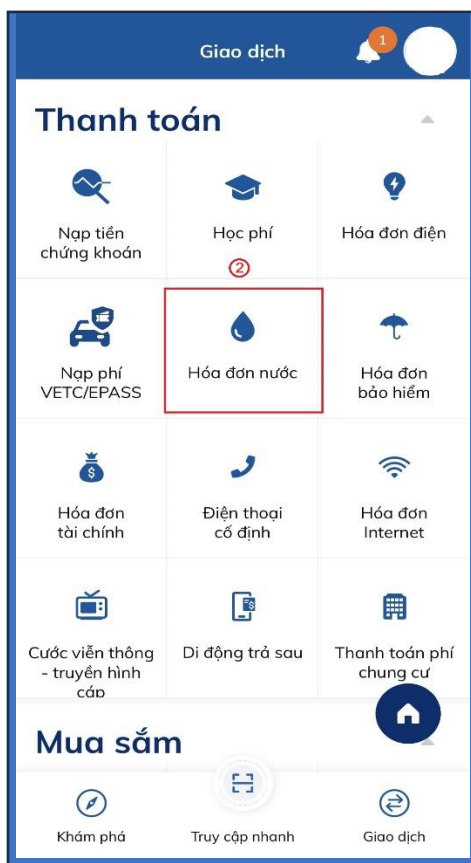 Giao dịch
1
Thanh toán
Nạp tiền
chứng khoán
Học phí
Hóa đơn điện
②
Nạp phí
VETC/EPASS
Hóa đơn nước
Hóa đơn
bảo hiểm
Hóa đơn
tài chính
Điện thoại
cố định
Hóa đơn
Internet
Cước viễn thông
- truyền hình
cáp
Di động trả sau
Thanh toán phí
chung cư
Mua sắm
Khám phá
Truy cập nhanh
Giao dịch